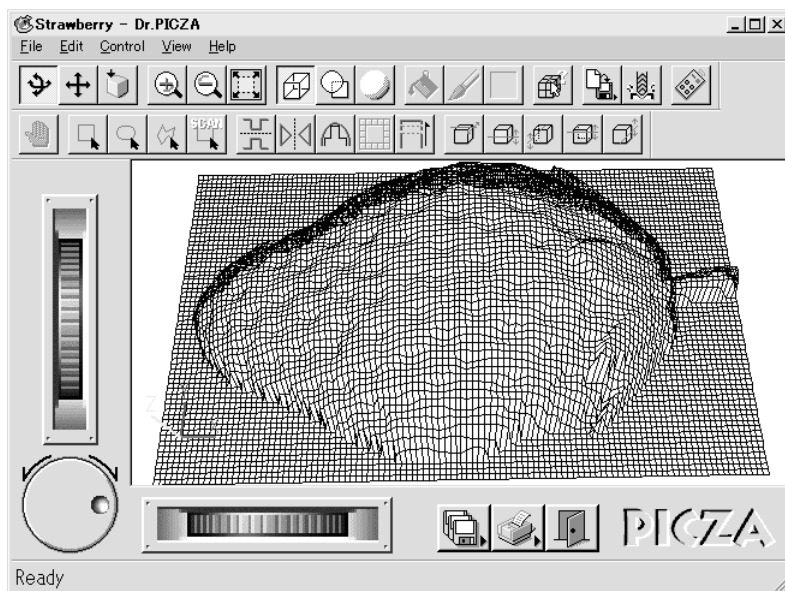 Strawberry - Dr.PICZA
File Edit Control View Help
SCAN
Z
PICZA
Ready